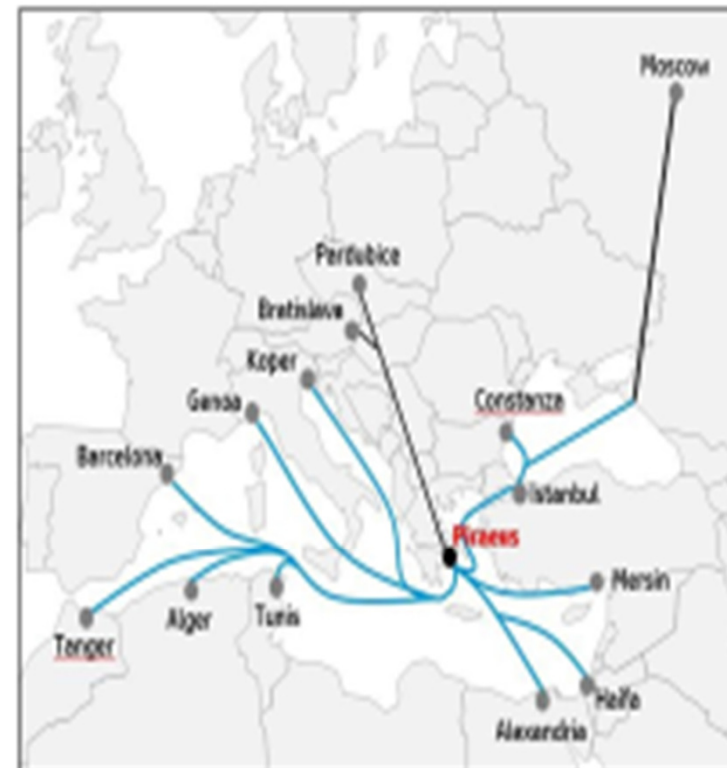 Moscow
Pardubice
Bratislava
Koper
Genoa
Constanza
Barcelona
Istanbul
Piraeus
Mersin
Alger
Tunis
Tanger
Haifa
Alexandria